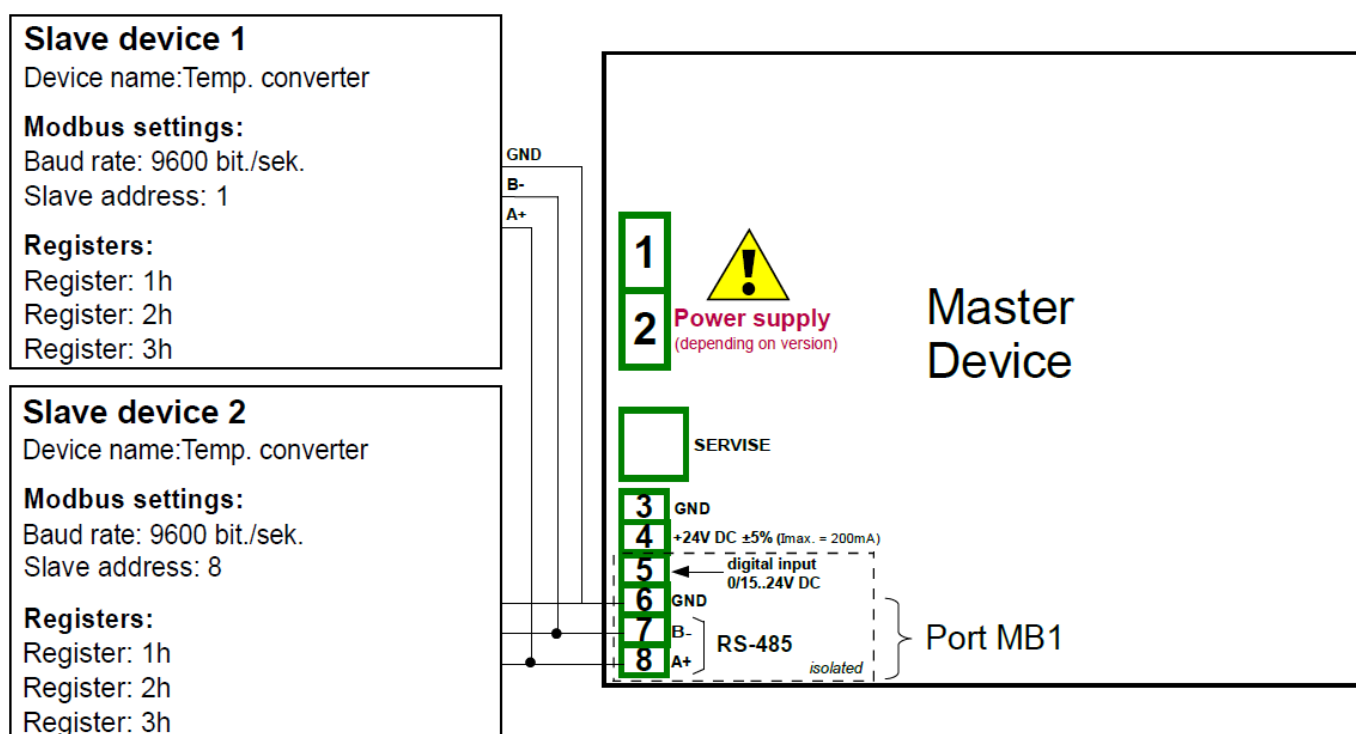 Slave device 1
Device name:Temp. converter
Modbus settings:
Baud rate: 9600 bit./sek.
Slave address: 1
Registers:
Register: 1h
Register: 2h
Register: 3h
GND
B-
A+
Slave device 2
Device name:Temp. converter
Modbus settings:
Baud rate: 9600 bit./sek.
Slave address: 8
Registers:
Register: 1h
Register: 2h
Register: 3h
1
2
!
Power supply
(depending on version)
Master
Device
SERVISE
3 GND
4 +24V DC ±5% (Imax. = 200mA)
5 digital input
0/15..24V DC
6 GND
7 B-
8 A+
RS-485
isolated
Port MB1